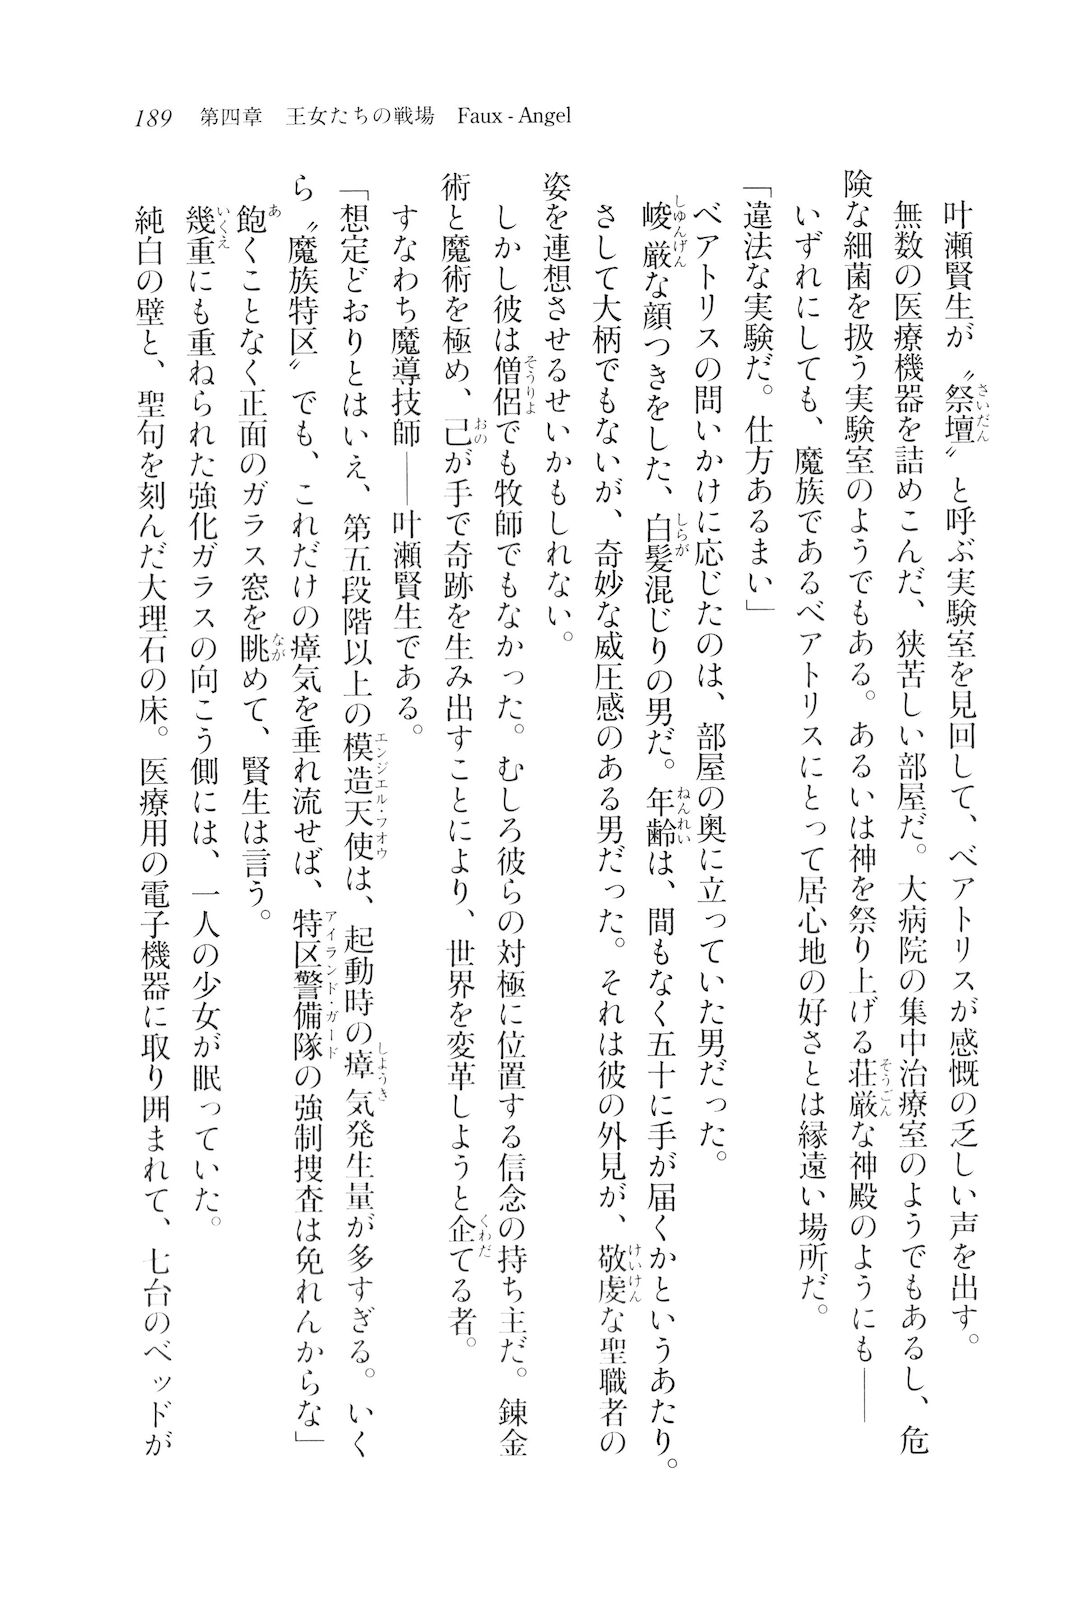 189 第四章 王女たちの戦場 Faux - Angel
叶瀬賢生が〝祭壇〟と呼ぶ実験室を見回して、ベアトリスが感慨の乏しい声を出す。
無数の医療機器を詰めこんだ、狭苦しい部屋だ。大病院の集中治療室のようでもあるし、危
険な細菌を扱う実験室のようでもある。あるいは神を祭り上げる荘厳な神殿のようにも――
いずれにしても、魔族であるベアトリスにとって居心地の好さとは縁遠い場所だ。
「違法な実験だ。仕方あるまい」
ベアトリスの問いかけに応じたのは、部屋の奥に立っていた男だった。
峻厳な顔つきをした、白髪混じりの男だ。年齢は、間もなく五十に手が届くかというあたり。
さして大柄でもないが、奇妙な威圧感のある男だった。それは彼の外見が、敬虔な聖職者の
姿を連想させるせいかもしれない。
しかし彼は僧侶でも牧師でもなかった。むしろ彼らの対極に位置する信念の持ち主だ。錬金
術と魔術を極め、己が手で奇跡を生み出すことにより、世界を変革しようと企てる者。
すなわち魔導技師――叶瀬賢生である。
「想定どおりとはいえ、第五段階以上の模造天使は、起動時の瘴気発生量が多すぎる。いく
ら〝魔族特区〟でも、これだけの瘴気を垂れ流せば、特区警備隊の強制捜査は免れんからな」
飽くことなく正面のガラス窓を眺めて、賢生は言う。
幾重にも重ねられた強化ガラスの向こう側には、一人の少女が眠っていた。
純白の壁と、聖句を刻んだ大理石の床。医療用の電子機器に取り囲まれて、七台のベッドが